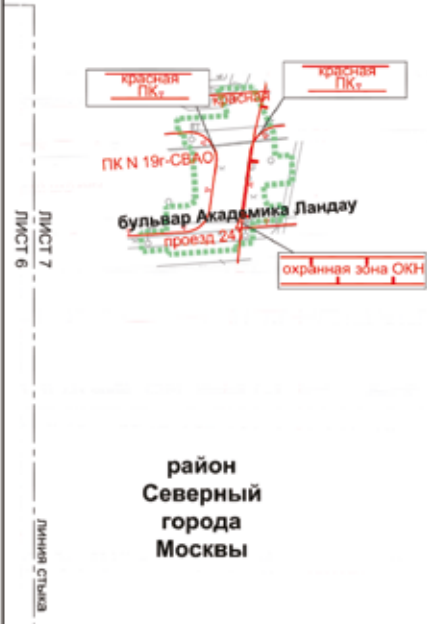 красная
ПК₇
красная
ПК₇
красная
ПК N 19г-СВАО
бульвар Академика Ландау
проезд 24
охранная зона ОКН
ЛИСТ 7
ЛИСТ 6
район
Северный
города
Москвы
линия стыка